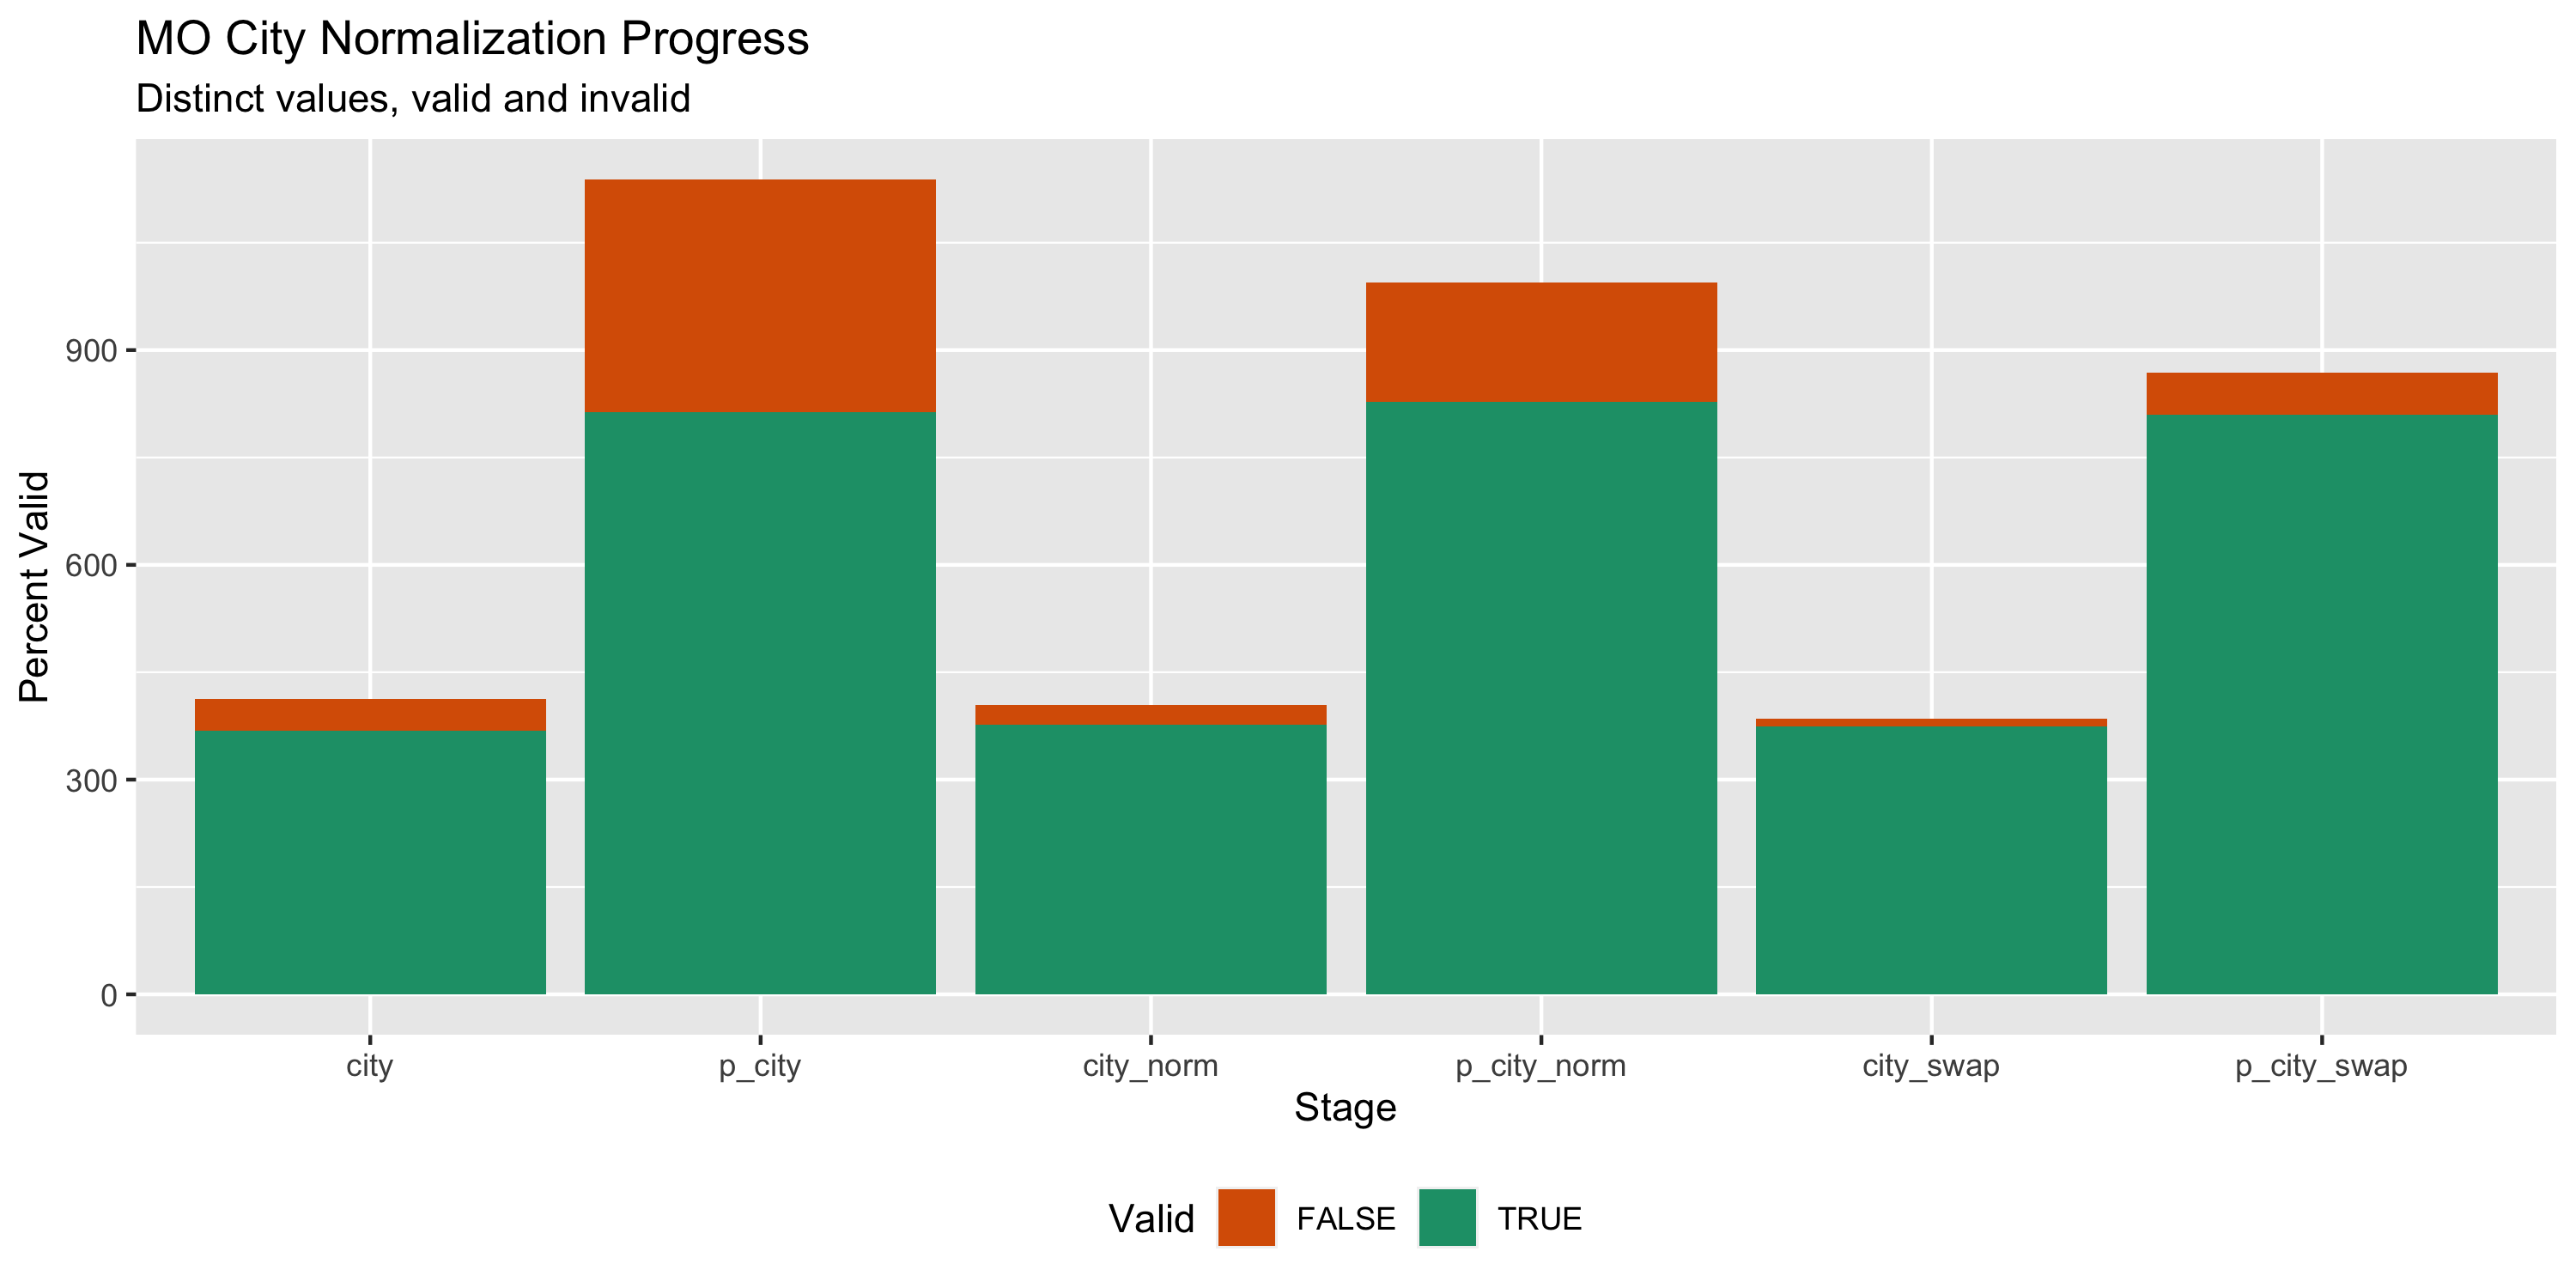 MO City Normalization Progress
Distinct values, valid and invalid
Percent Valid
900
600
300
0
city p_city city_norm p_city_norm city_swap p_city_swap
Stage
Valid FALSE TRUE